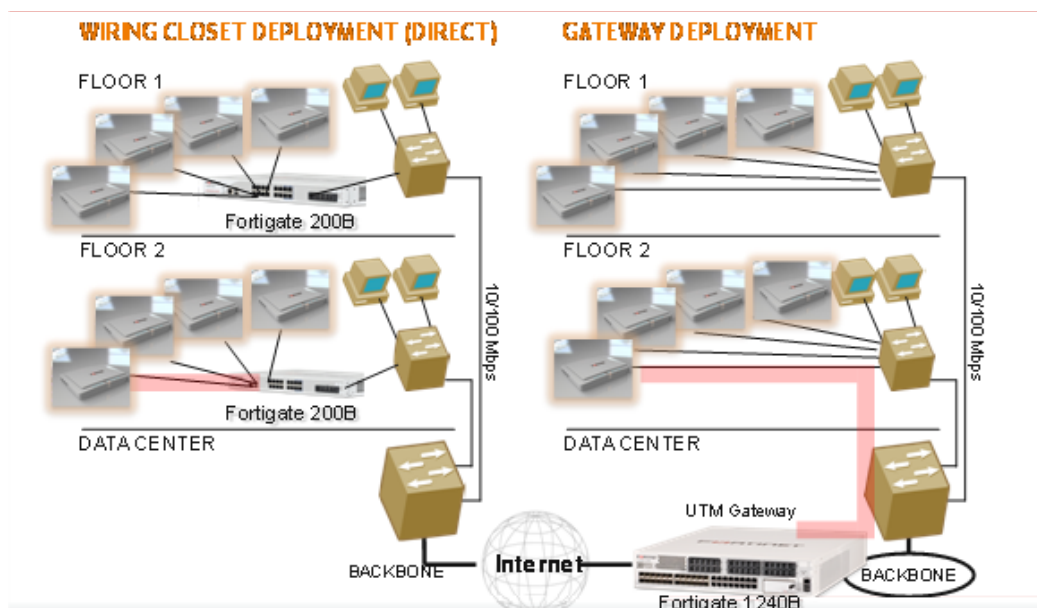 WIRING CLOSET DEPLOYMENT (DIRECT)
FLOOR 1
Fortigate 200B
FLOOR 2
Fortigate 200B
10/100 Mbps
DATA CENTER
BACKBONE
Internet
GATEWAY DEPLOYMENT
FLOOR 1
FLOOR 2
10/100 Mbps
DATA CENTER
UTM Gateway
FORTINET
Fortigate 1240B
BACKBONE